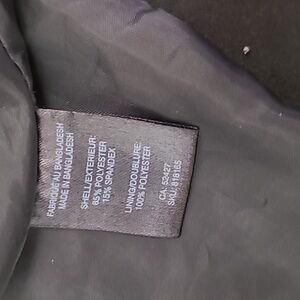 FABRIQUÉ AU BANGLADESH
MADE IN BANGLADESH
SHELL/EXTERIEUR:
85% POLYESTER
15% SPANDEX
LINING/DOUBLURE:
100% POLYESTER
CA: 52427
SKU: 818165